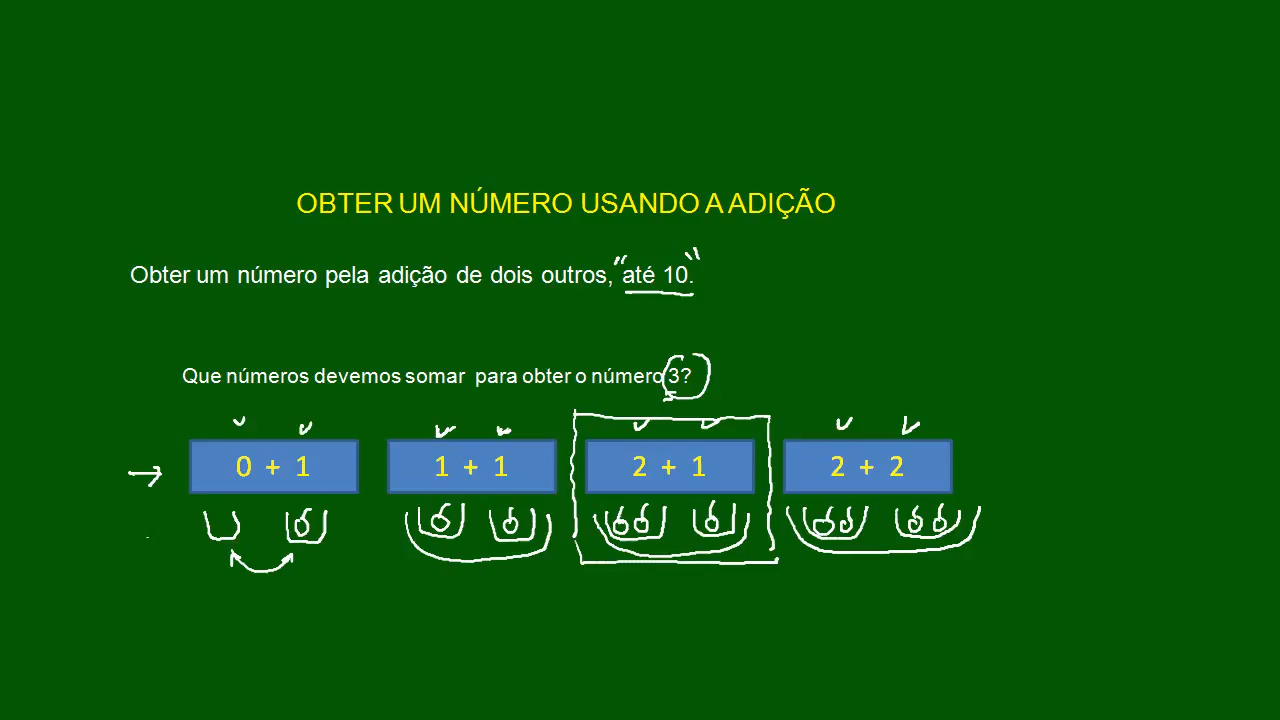 OBTER UM NÚMERO USANDO A ADIÇÃO
Obter um número pela adição de dois outros, "até 10."
Que números devemos somar para obter o número 3?
0 + 1 1 + 1 2 + 1 2 + 2